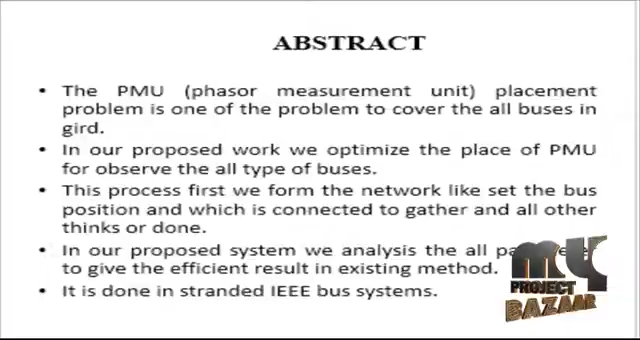 ABSTRACT
• The PMU (phasor measurement unit) placement
problem is one of the problem to cover the all buses in
gird.
• In our proposed work we optimize the place of PMU
for observe the all type of buses.
• This process first we form the network like set the bus
position and which is connected to gather and all other
thinks or done.
• In our proposed system we analysis the all
to give the efficient result in existing method.
• It is done in stranded IEEE bus systems.
MY
PROJECT
BAZAAR